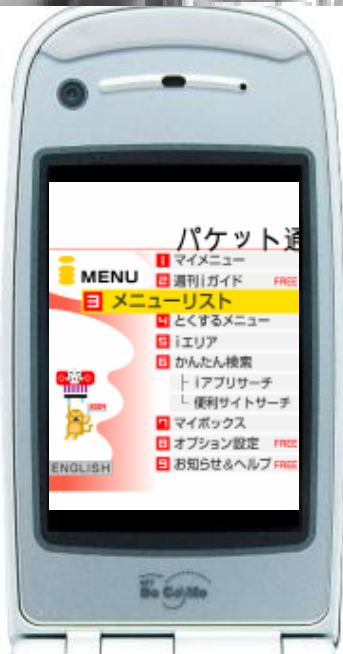 パケット通
MENU
1 マイメニュー
2 週刊iガイド FREE
3 メニューリスト
4 とくするメニュー
5 iエリア
6 かんたん検索
├ iアプリサーチ
└ 便利サイトサーチ
7 マイボックス
8 オプション設定 FREE
9 お知らせ&ヘルプ FREE
ENGLISH
NTT
DoCoMo